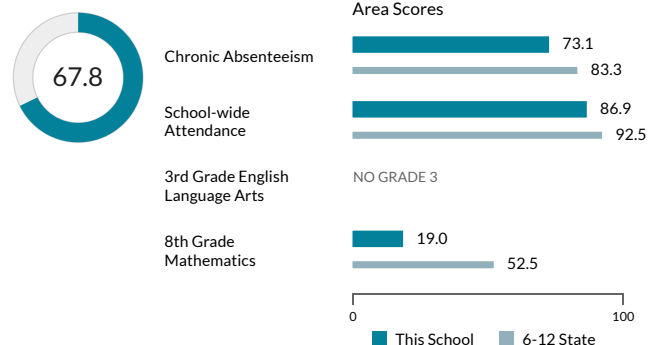 Area Scores
67.8
Chronic Absenteeism
73.1
83.3
School-wide
Attendance
86.9
92.5
3rd Grade English
Language Arts
NO GRADE 3
8th Grade
Mathematics
19.0
52.5
0
100
This School
6-12 State